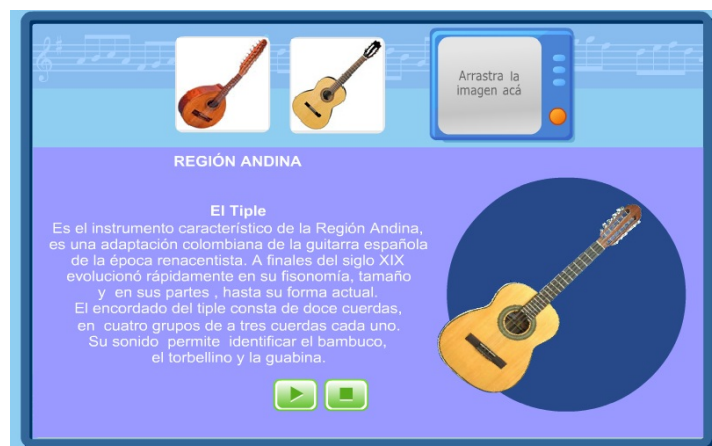 Arrastra la
imagen acá
REGIÓN ANDINA
El Tiple
Es el instrumento característico de la Región Andina,
es una adaptación colombiana de la guitarra española
de la época renacentista. A finales del siglo XIX
evolucionó rápidamente en su fisonomía, tamaño
y en sus partes , hasta su forma actual.
El encordado del tiple consta de doce cuerdas,
en cuatro grupos de a tres cuerdas cada uno.
Su sonido permite identificar el bambuco,
el torbellino y la guabina.